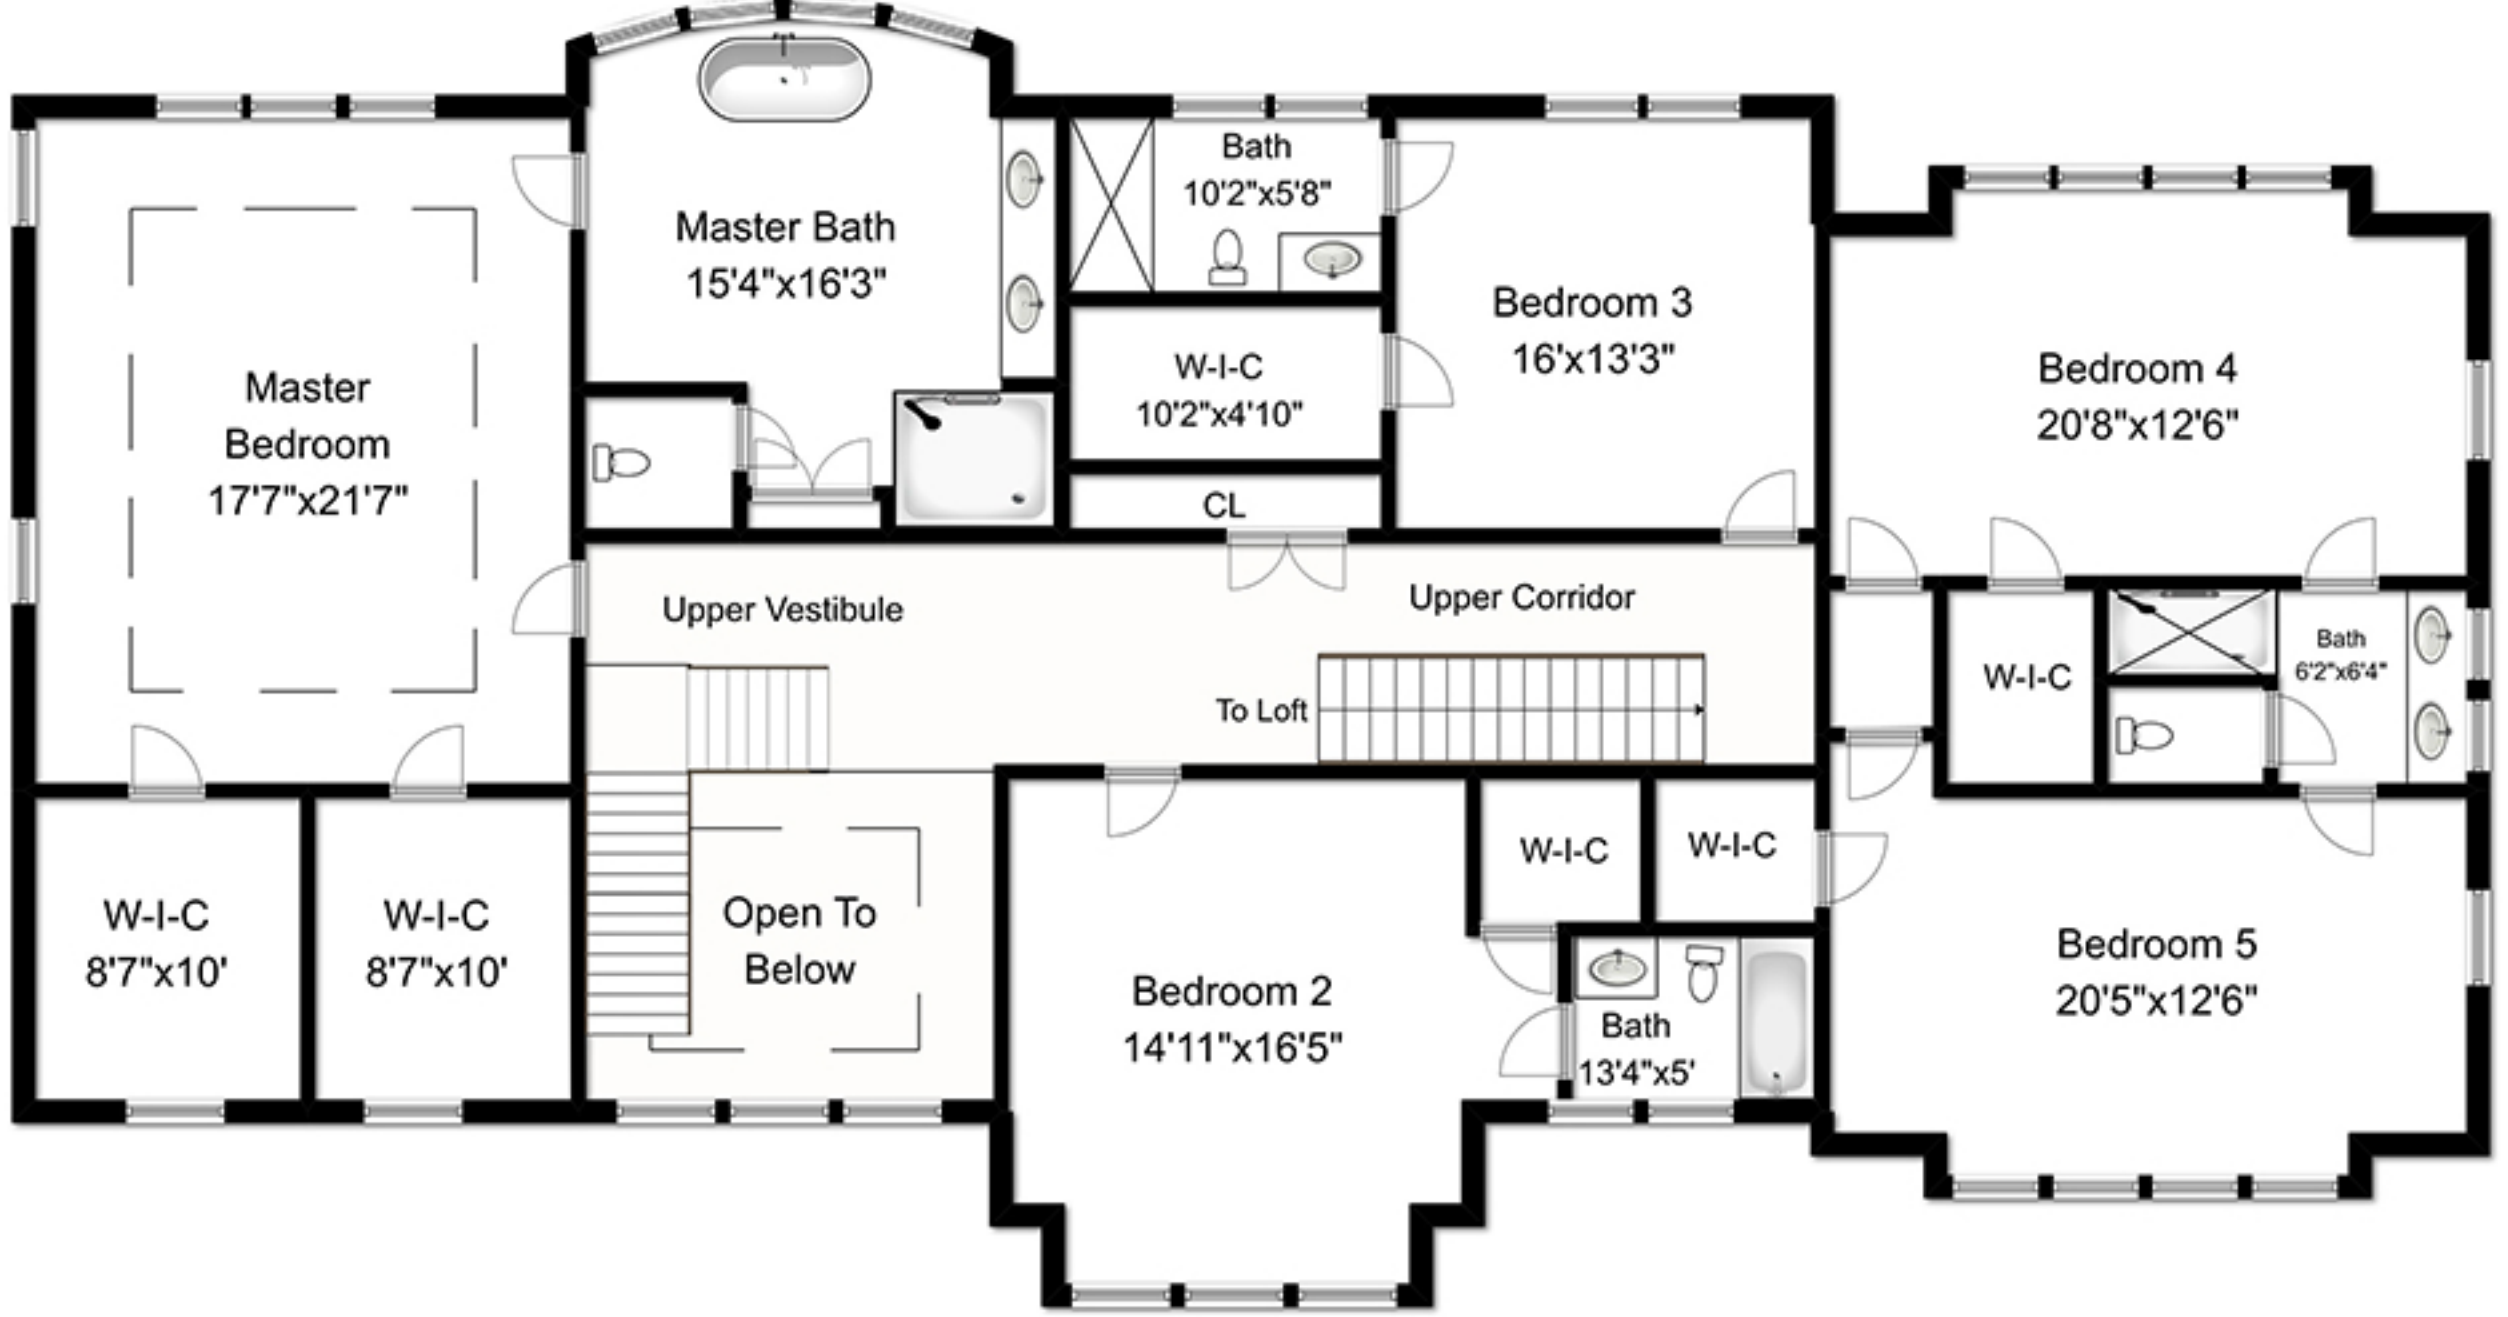 Bath
10'2"x5'8"
Master Bath
15'4"x16'3"
Bedroom 3
16'x13'3"
W-I-C
10'2"x4'10"
Bedroom 4
20'8"x12'6"
Master
Bedroom
17'7"x21'7"
CL
Upper Vestibule
Upper Corridor
To Loft
W-I-C
Bath
6'2"x6'4"
W-I-C
8'7"x10'
W-I-C
8'7"x10'
Open To
Below
Bedroom 2
14'11"x16'5"
W-I-C
W-I-C
Bath
13'4"x5'
Bedroom 5
20'5"x12'6"